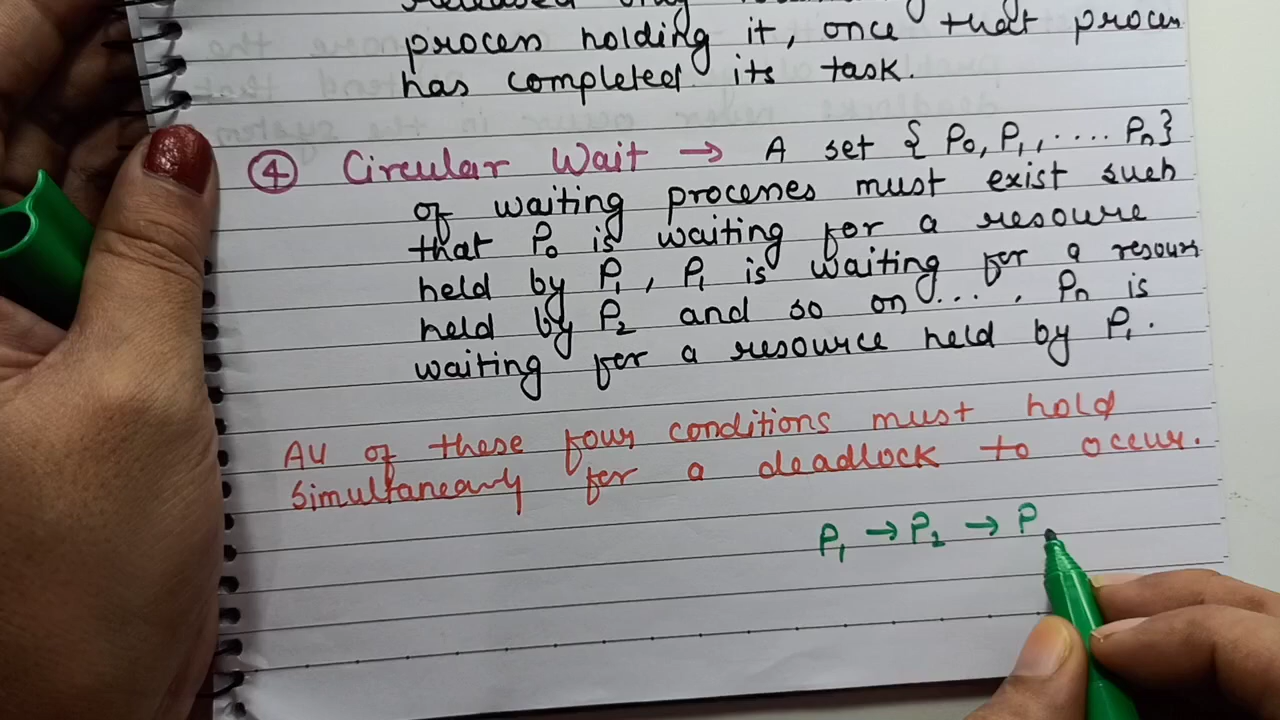 process holding it, once that process
has completed its task.
④ Circular Wait → A set { P0, P1, .... Pn}
of waiting processes must exist such
that P0 is waiting for a resource
held by P1, P1 is waiting for a resource
held by P2 and so on .... Pn is
waiting for a resource held by P1.
All of these four conditions must hold
simultaneously for a deadlock to occur.
P1 → P2 → P